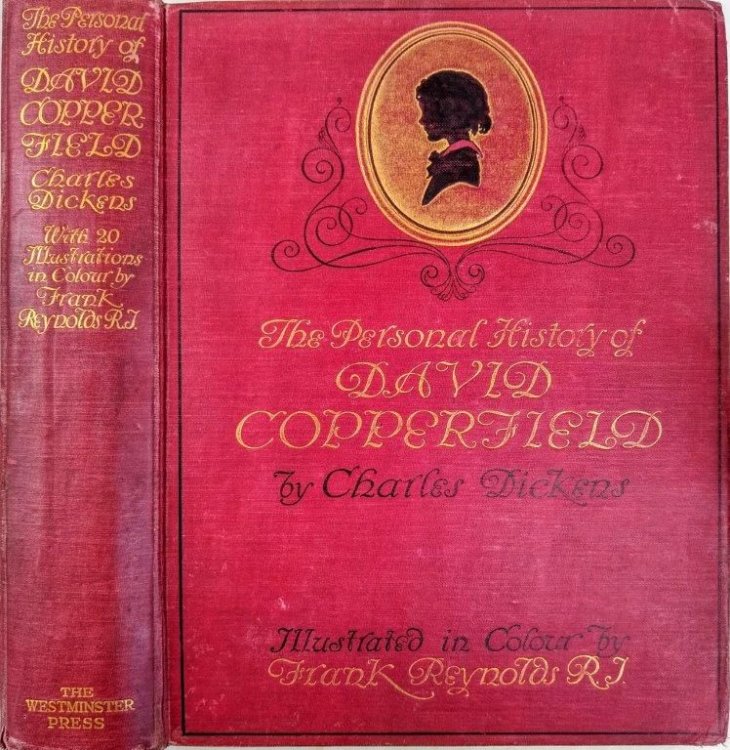 The Personal
History of
DAVID
COPPER-
FIELD
Charles
Dickens
With 20
Illustrations
in Colour by
Frank
Reynolds R.I.
THE
WESTMINSTER
PRESS
The Personal History of
DAVID
COPPERFIELD
by Charles Dickens
Illustrated in Colour by
Frank Reynolds R.I.